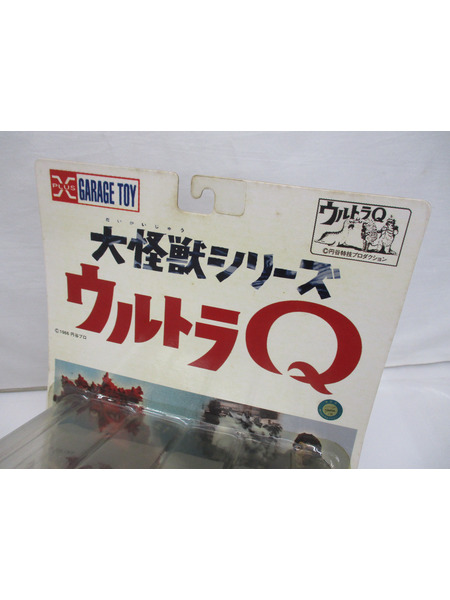 X PLUS GARAGE TOY
ウルトラQ
©円谷特技プロダクション
だいかいじゅう
大怪獣シリーズ
ウルトラQ
©1966 円谷プロ